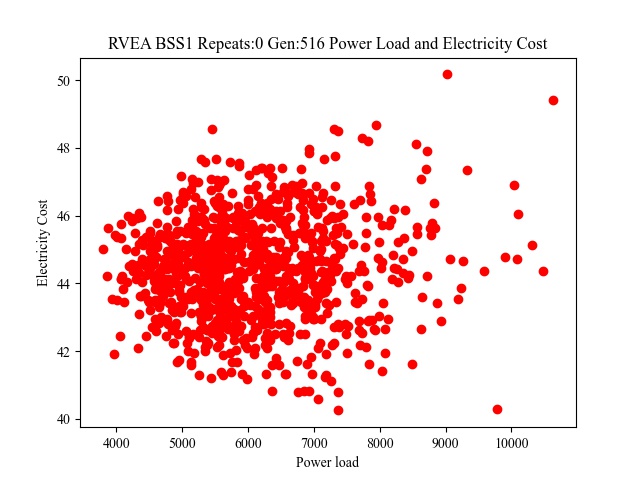 RVEA BSS1 Repeats:0 Gen:516 Power Load and Electricity Cost
50
48
46
44
42
40
Electricity Cost
4000 5000 6000 7000 8000 9000 10000
Power load